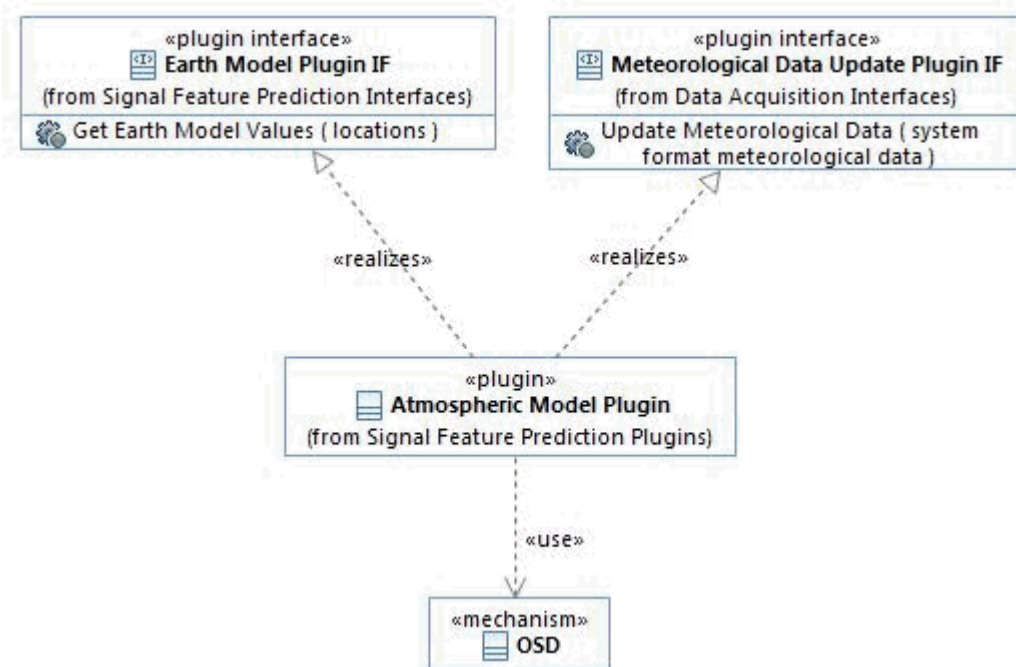 «plugin interface»
Earth Model Plugin IF
(from Signal Feature Prediction Interfaces)
Get Earth Model Values ( locations )
«plugin interface»
Meteorological Data Update Plugin IF
(from Data Acquisition Interfaces)
Update Meteorological Data ( system
format meteorological data )
«realizes»
«realizes»
«plugin»
Atmospheric Model Plugin
(from Signal Feature Prediction Plugins)
«use»
«mechanism»
OSD